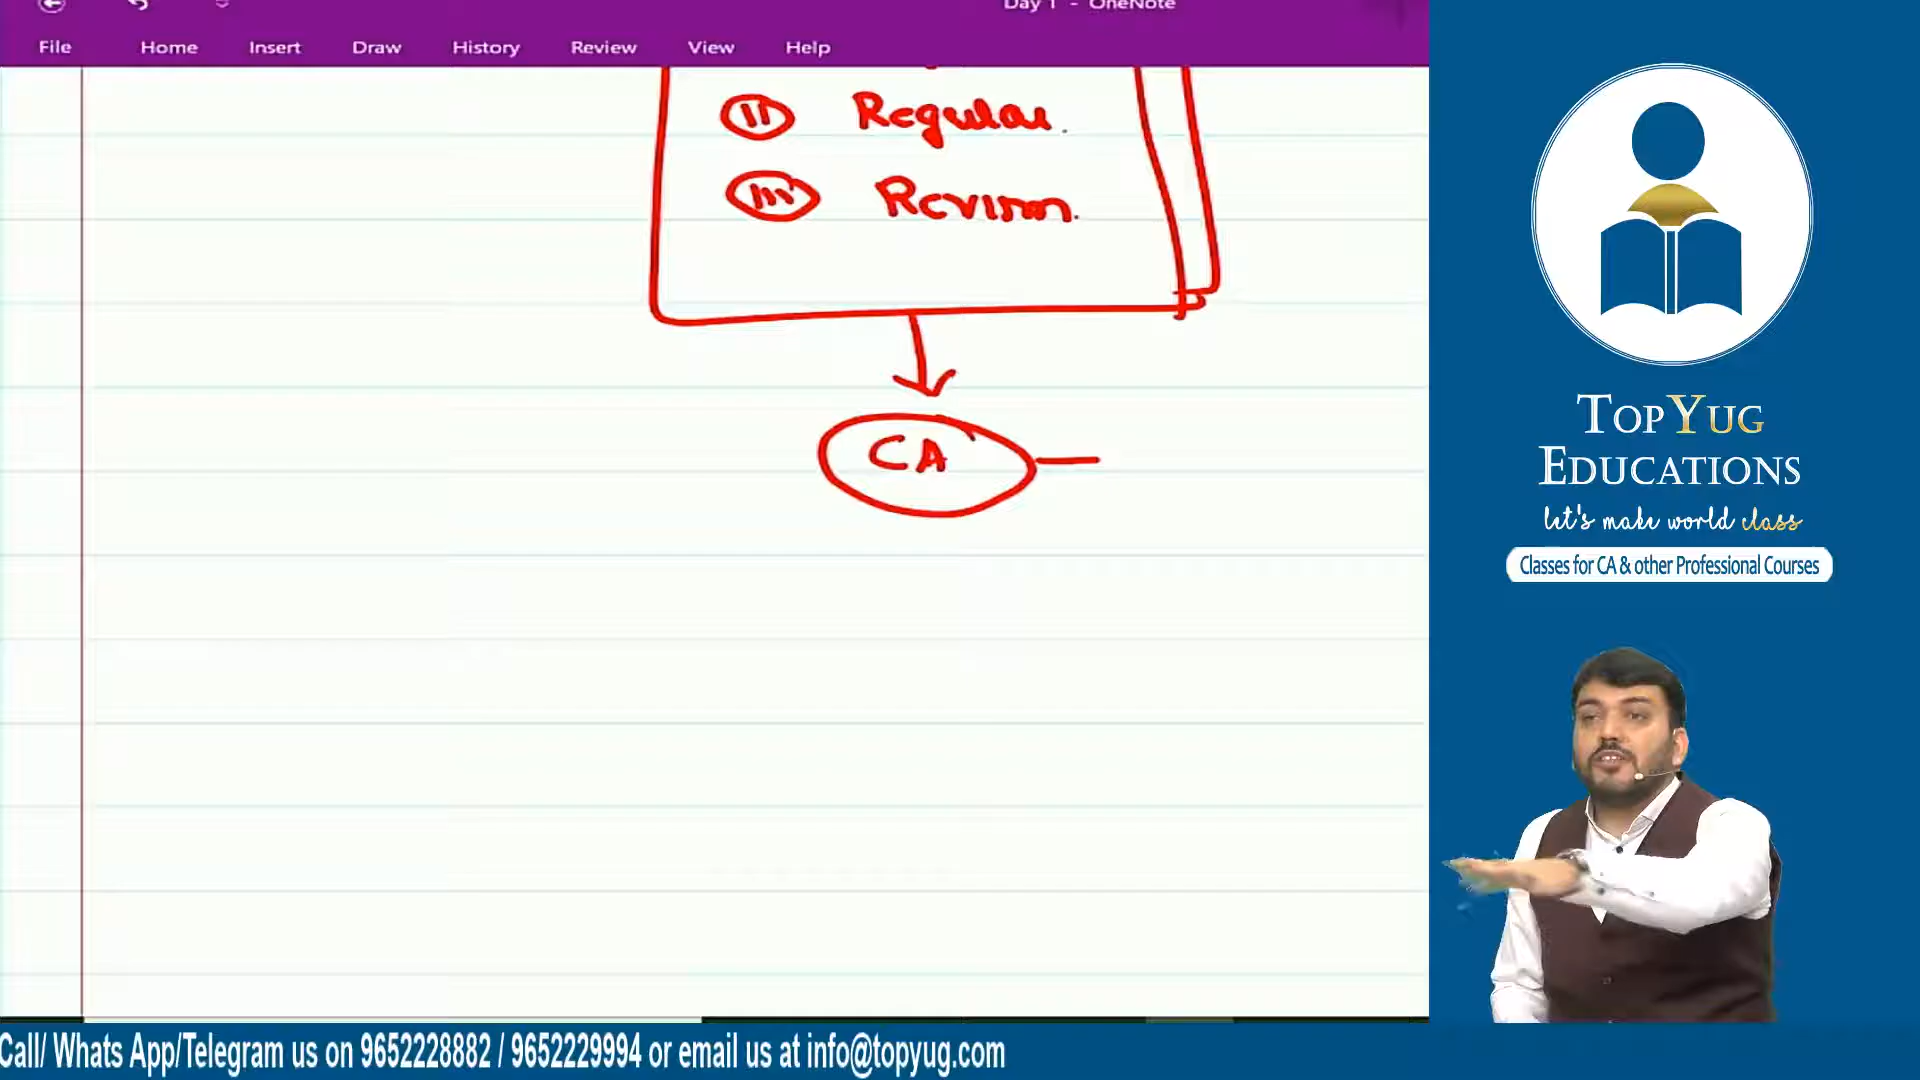 Day 1 - OneNote
File Home Insert Draw History Review View Help
II Regular.
III Revision.
CA
TOPYUG
EDUCATIONS
let's make world class
Classes for CA & other Professional Courses
Call/ Whats App/Telegram us on 9652228882 / 9652229994 or email us at info@topyug.com